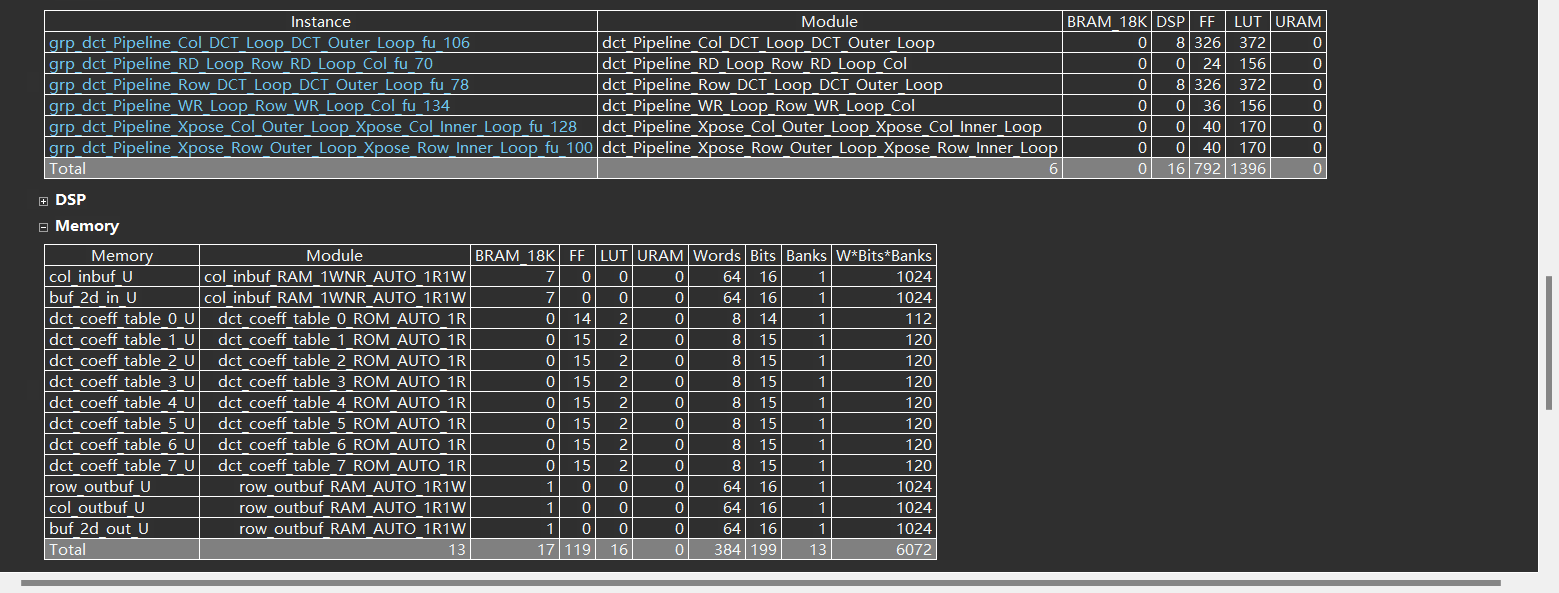 Instance Module BRAM_18K DSP FF LUT URAM
grp_dct_Pipeline_Col_DCT_Loop_DCT_Outer_Loop_fu_106 dct_Pipeline_Col_DCT_Loop_DCT_Outer_Loop 0 8 326 372 0
grp_dct_Pipeline_RD_Loop_Row_RD_Loop_Col_fu_70 dct_Pipeline_RD_Loop_Row_RD_Loop_Col 0 0 24 156 0
grp_dct_Pipeline_Row_DCT_Loop_DCT_Outer_Loop_fu_78 dct_Pipeline_Row_DCT_Loop_DCT_Outer_Loop 0 8 326 372 0
grp_dct_Pipeline_WR_Loop_Row_WR_Loop_Col_fu_134 dct_Pipeline_WR_Loop_Row_WR_Loop_Col 0 0 36 156 0
grp_dct_Pipeline_Xpose_Col_Outer_Loop_Xpose_Col_Inner_Loop_fu_128 dct_Pipeline_Xpose_Col_Outer_Loop_Xpose_Col_Inner_Loop 0 0 40 170 0
grp_dct_Pipeline_Xpose_Row_Outer_Loop_Xpose_Row_Inner_Loop_fu_100 dct_Pipeline_Xpose_Row_Outer_Loop_Xpose_Row_Inner_Loop 0 0 40 170 0
Total 6 0 16 792 1396 0
DSP
Memory
Memory Module BRAM_18K FF LUT URAM Words Bits Banks W*Bits*Banks
col_inbuf_U col_inbuf_RAM_1WNR_AUTO_1R1W 7 0 0 0 64 16 1 1024
buf_2d_in_U col_inbuf_RAM_1WNR_AUTO_1R1W 7 0 0 0 64 16 1 1024
dct_coeff_table_0_U dct_coeff_table_0_ROM_AUTO_1R 0 14 2 0 8 14 1 112
dct_coeff_table_1_U dct_coeff_table_1_ROM_AUTO_1R 0 15 2 0 8 15 1 120
dct_coeff_table_2_U dct_coeff_table_2_ROM_AUTO_1R 0 15 2 0 8 15 1 120
dct_coeff_table_3_U dct_coeff_table_3_ROM_AUTO_1R 0 15 2 0 8 15 1 120
dct_coeff_table_4_U dct_coeff_table_4_ROM_AUTO_1R 0 15 2 0 8 15 1 120
dct_coeff_table_5_U dct_coeff_table_5_ROM_AUTO_1R 0 15 2 0 8 15 1 120
dct_coeff_table_6_U dct_coeff_table_6_ROM_AUTO_1R 0 15 2 0 8 15 1 120
dct_coeff_table_7_U dct_coeff_table_7_ROM_AUTO_1R 0 15 2 0 8 15 1 120
row_outbuf_U row_outbuf_RAM_AUTO_1R1W 1 0 0 0 64 16 1 1024
col_outbuf_U row_outbuf_RAM_AUTO_1R1W 1 0 0 0 64 16 1 1024
buf_2d_out_U row_outbuf_RAM_AUTO_1R1W 1 0 0 0 64 16 1 1024
Total 13 17 119 16 0 384 199 13 6072